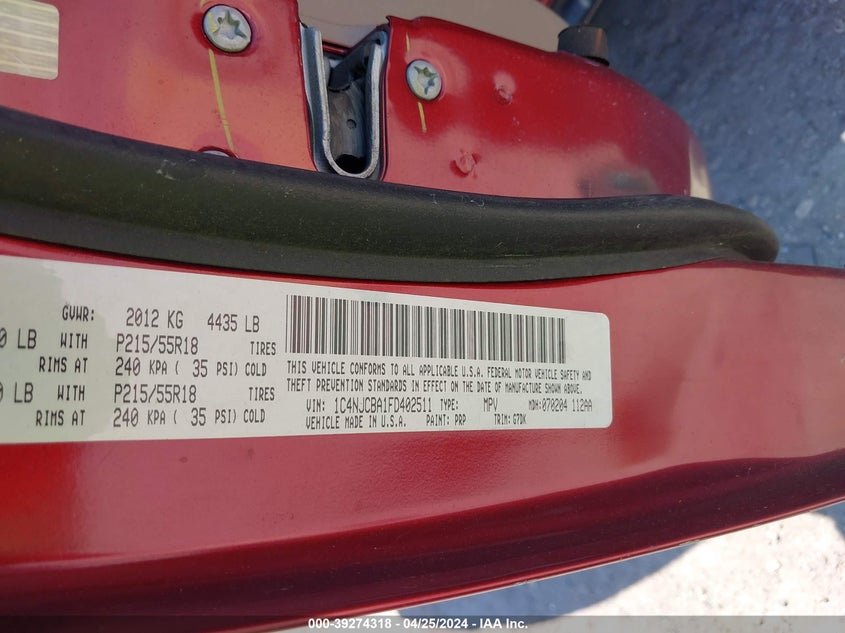 GVWR: 2012 KG 4435 LB
0 LB WITH P215/55R18 TIRES
RIMS AT 240 KPA ( 35 PSI) COLD
0 LB WITH P215/55R18 TIRES
RIMS AT 240 KPA ( 35 PSI) COLD
THIS VEHICLE CONFORMS TO ALL APPLICABLE U.S.A. FEDERAL MOTOR VEHICLE SAFETY AND
THEFT PREVENTION STANDARDS IN EFFECT ON THE DATE OF MANUFACTURE SHOWN ABOVE.
VIN: 1C4NJCBA1FD402511 TYPE: MPV MDH: 070204 112AA
VEHICLE MADE IN U.S.A. PAINT: PRP TRIM: G7DK
000-39274318 - 04/25/2024 - IAA Inc.